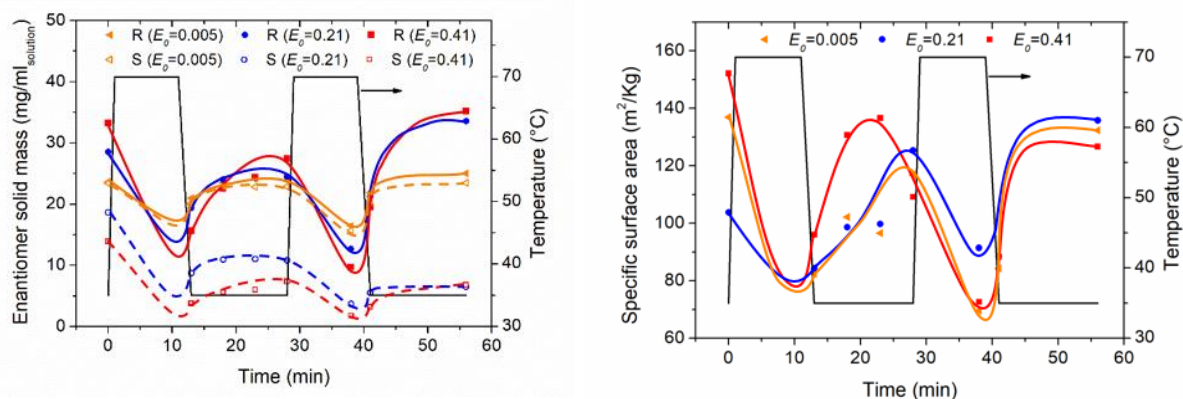 R (E₀=0.005) R (E₀=0.21) R (E₀=0.41)
S (E₀=0.005) S (E₀=0.21) S (E₀=0.41)
Enantiomer solid mass (mg/ml_solution)
50
40
30
20
10
0
0 10 20 30 40 50 60
Time (min)
80
70
60
50
40
30
Temperature (°C)
E₀=0.005 E₀=0.21 E₀=0.41
Specific surface area (m²/Kg)
160
140
120
100
80
60
0 10 20 30 40 50 60
Time (min)
80
70
60
50
40
30
Temperature (°C)